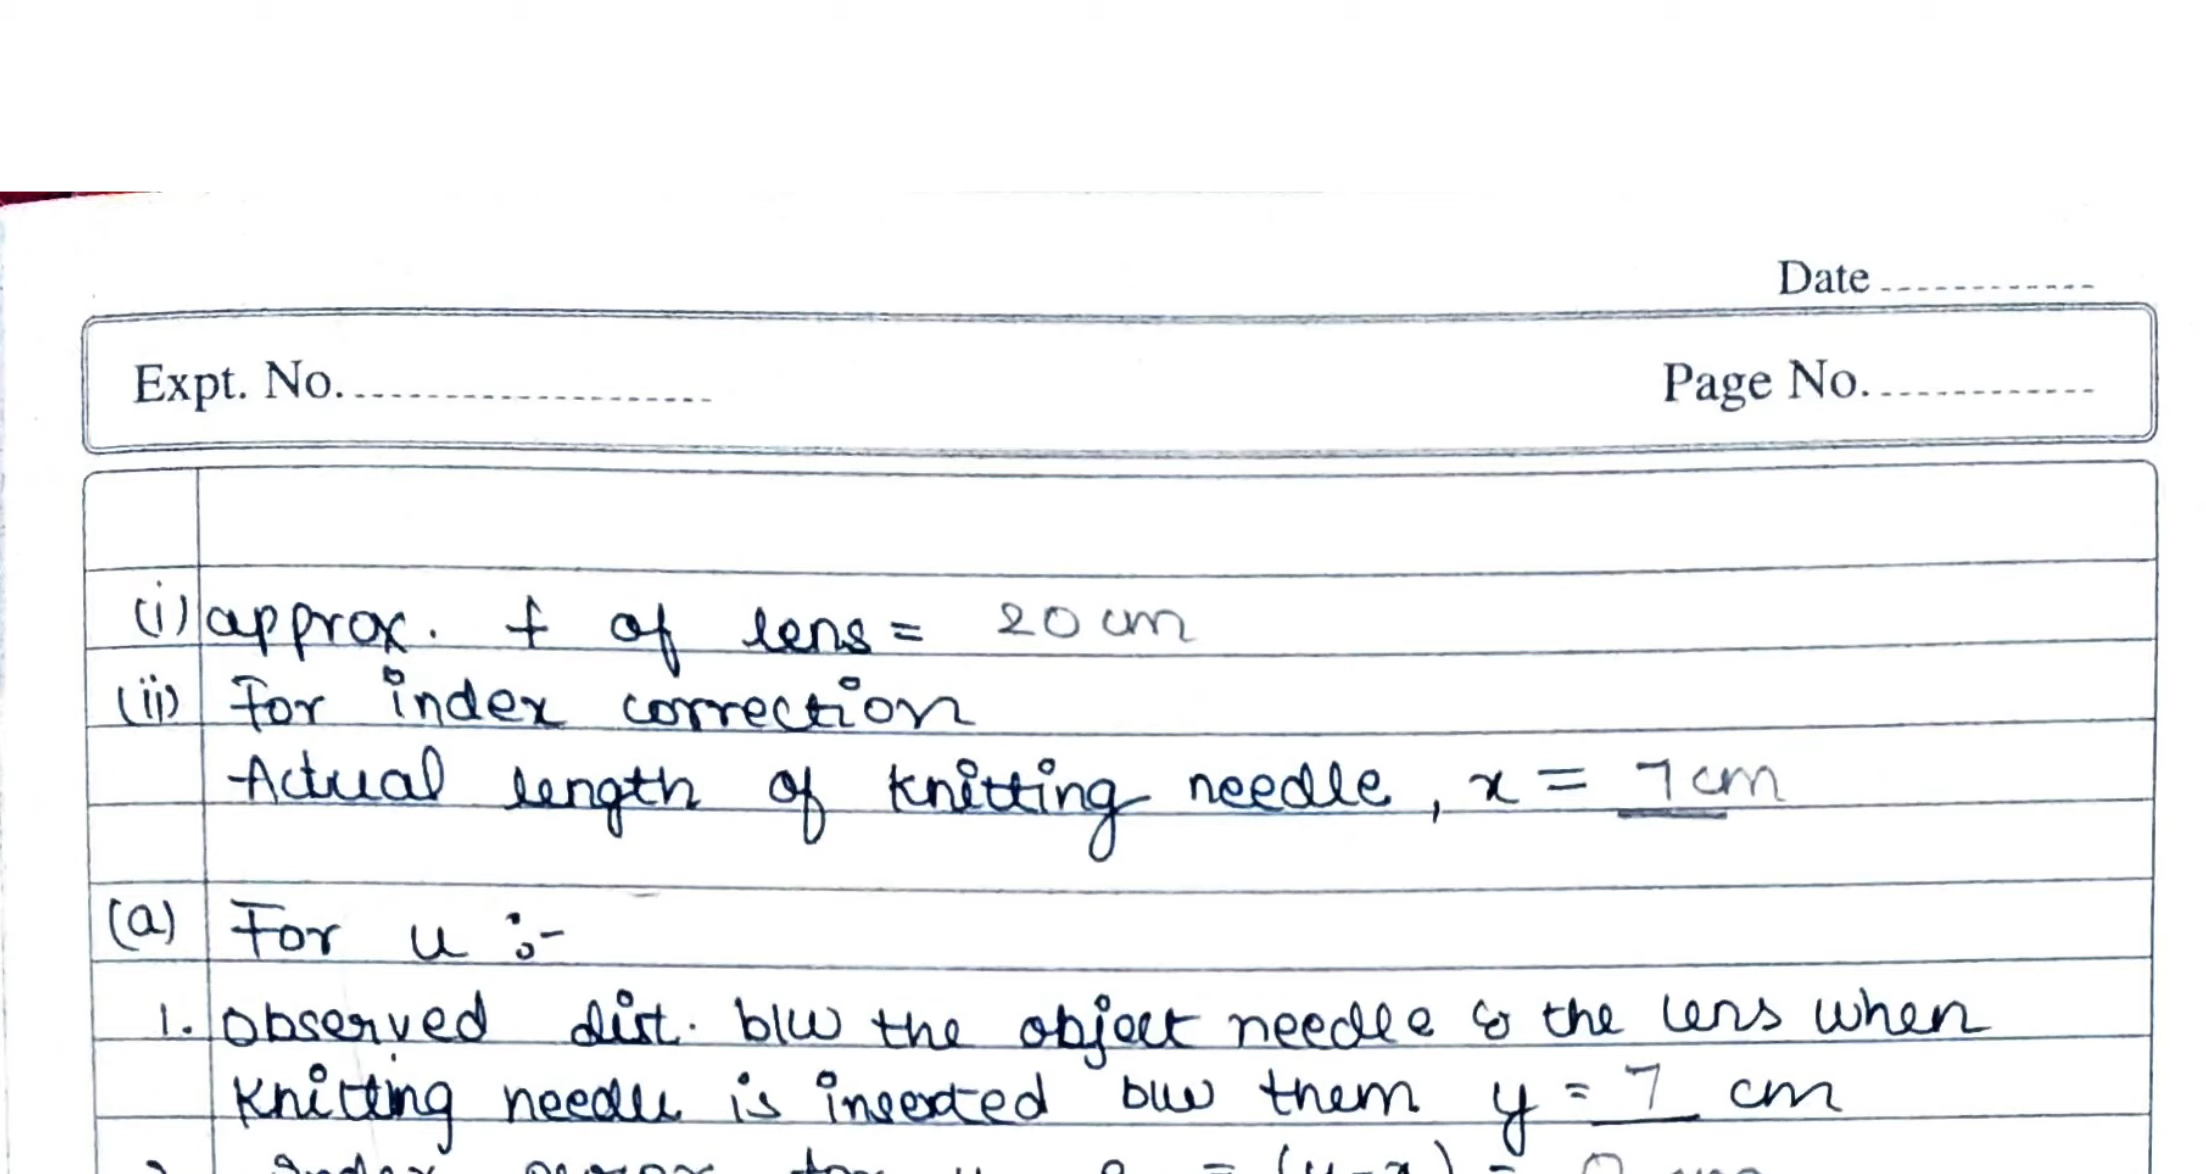 Date ............
Expt. No. .................... Page No. .............
(i) approx. f of lens = 20 cm
(ii) For index correction
Actual length of knitting needle, x = 7 cm
(a) For u :-
1. Observed dist. b/w the object needle & the lens when
knitting needle is inserted b/w them y = 7 cm